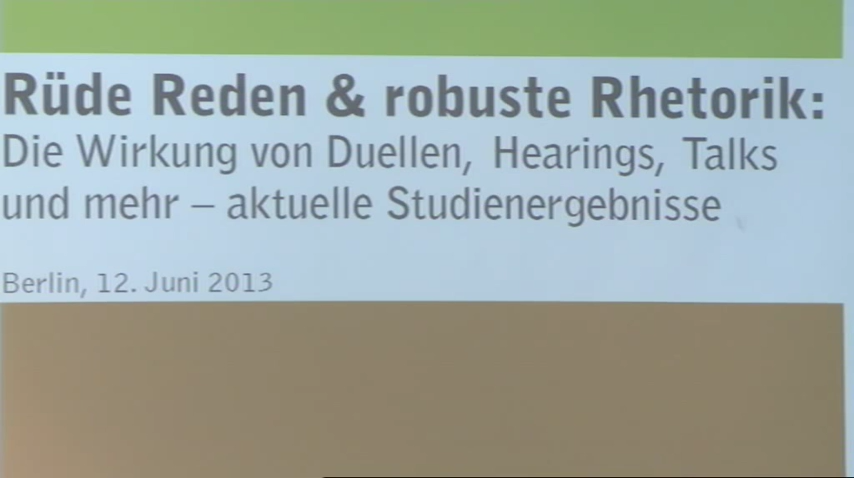 Rüde Reden & robuste Rhetorik:
Die Wirkung von Duellen, Hearings, Talks
und mehr – aktuelle Studienergebnisse
Berlin, 12. Juni 2013